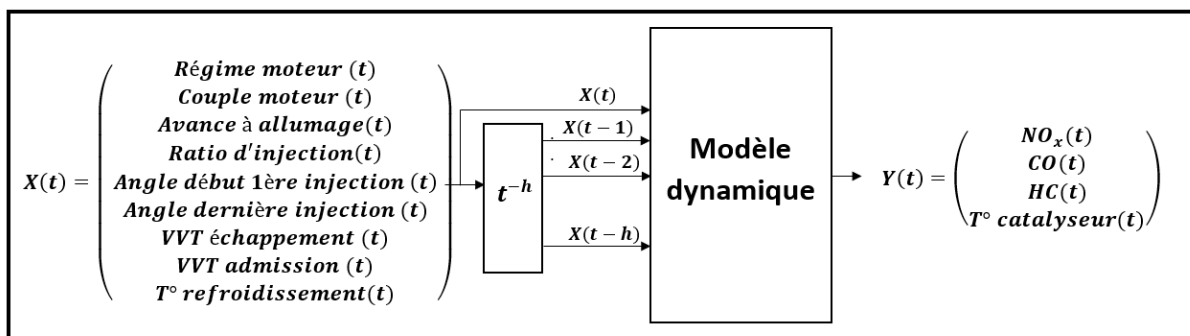 X(t) =
Régime moteur (t)
Couple moteur (t)
Avance à allumage(t)
Ratio d'injection(t)
Angle début 1ère injection (t)
Angle dernière injection (t)
VVT échappement (t)
VVT admission (t)
T° refroidissement(t)
t⁻ʰ
X(t)
X(t − 1)
X(t − 2)
X(t − h)
Modèle
dynamique
Y(t) =
NOₓ(t)
CO(t)
HC(t)
T° catalyseur(t)